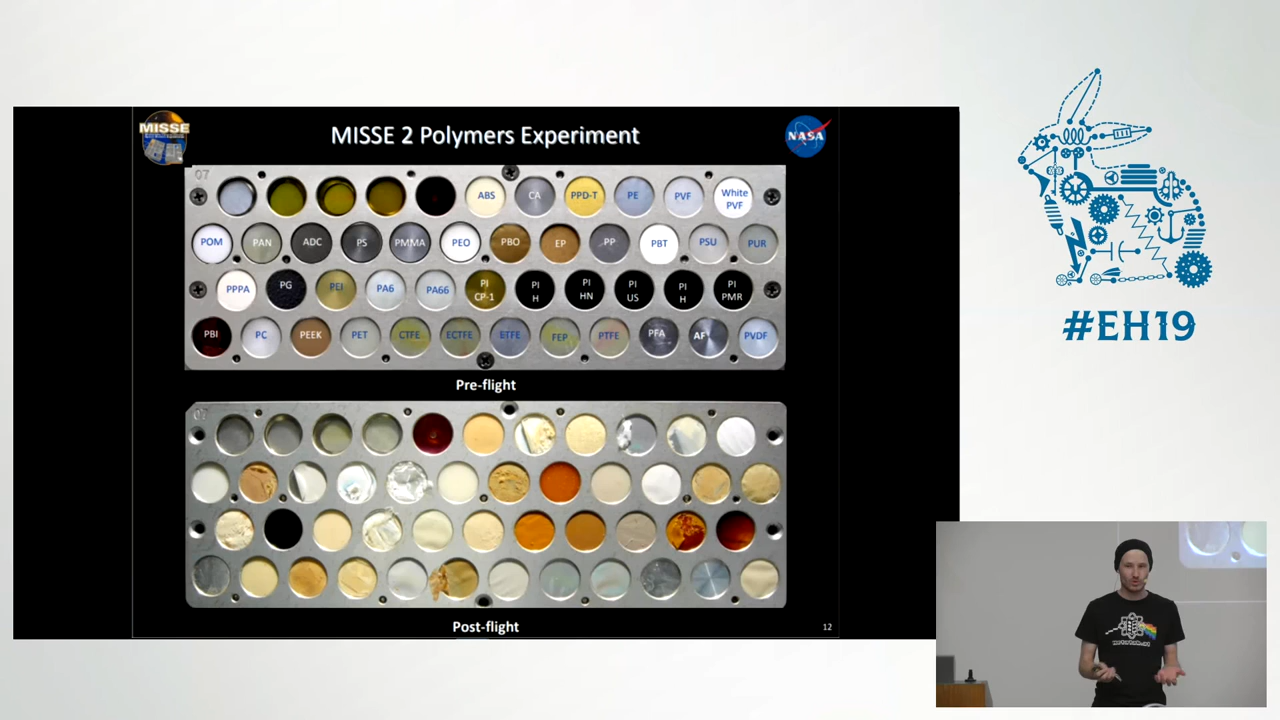 MISSE
MISSE 2 Polymers Experiment
NASA
07
ABS CA PPD-T PE PVF White PVF
POM PAN ADC PS PMMA PEO PBO EP PP PBT PSU PUR
PPPA PG PEI PA6 PA66 PI CP-1 PI H PI HN PI US PI H PI PMR
PBI PC PEEK PET CTFE ECTFE ETFE FEP PTFE PFA AF PVDF
Pre-flight
07
Post-flight
12
#EH19